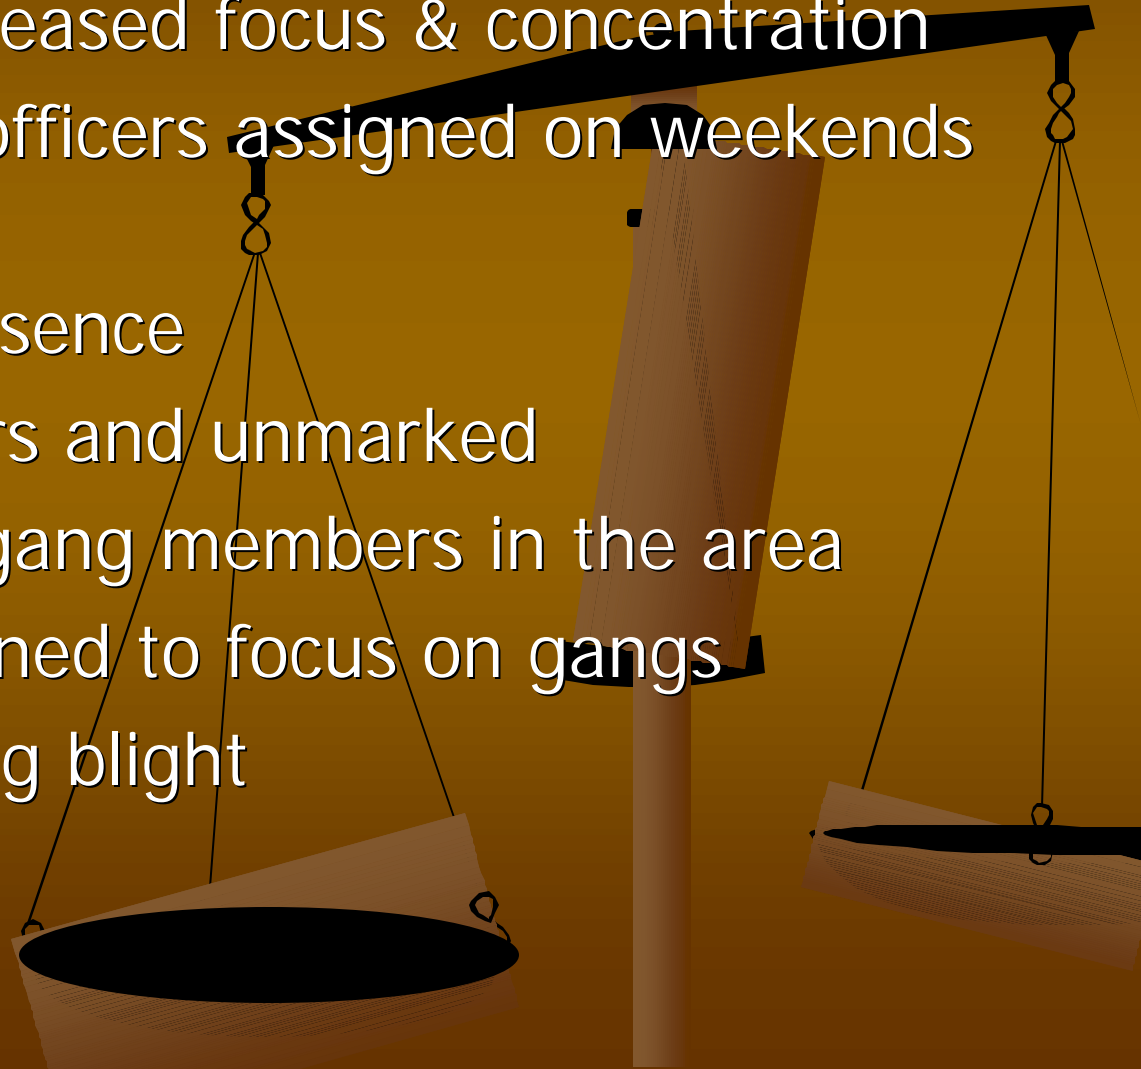 eased focus & concentration
officers assigned on weekends
sence
rs and unmarked
gang members in the area
ned to focus on gangs
g blight